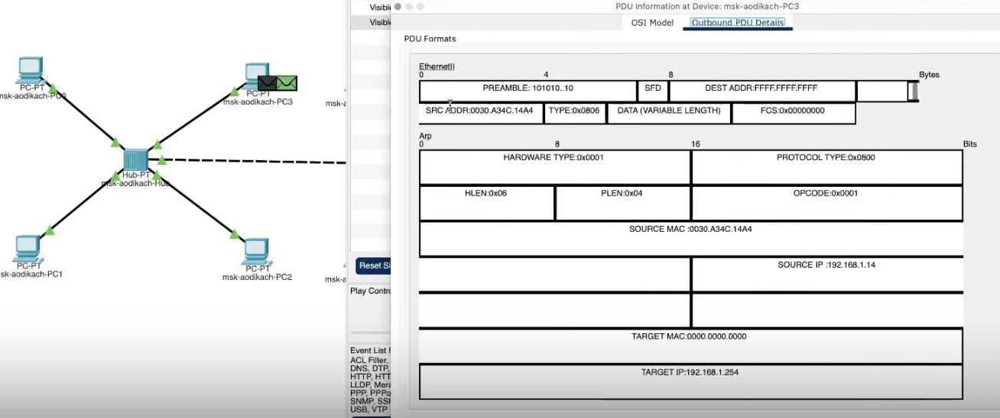 Visible
Visible
PDU Information at Device: msk-aodikach-PC3
OSI Model
Outbound PDU Details
PDU Formats
EthernetII
0 4 8 Bytes
PREAMBLE: 101010..10 SFD DEST ADDR:FFFF.FFFF.FFFF
SRC ADDR:0030.A34C.14A4 TYPE:0x0806 DATA (VARIABLE LENGTH) FCS:0x00000000
Arp
0 8 16 Bits
HARDWARE TYPE:0x0001 PROTOCOL TYPE:0x0800
HLEN:0x06 PLEN:0x04 OPCODE:0x0001
SOURCE MAC :0030.A34C.14A4
SOURCE IP :192.168.1.14
TARGET MAC:0000.0000.0000
TARGET IP:192.168.1.254
PC-PT
msk-aodikach-PC0
PC-PT
msk-aodikach-PC3
Hub-PT
msk-aodikach-Hub
PC-PT
sk-aodikach-PC1
PC-PT
msk-aodikach-PC2
msk-a
msk-a
Reset Si
Play Contro
Event List F
ACL Filter,
DNS, DTP,
HTTP, HTT
LLDP, Mera
PPP, PPPo
SNMP, SSH
USB, VTP